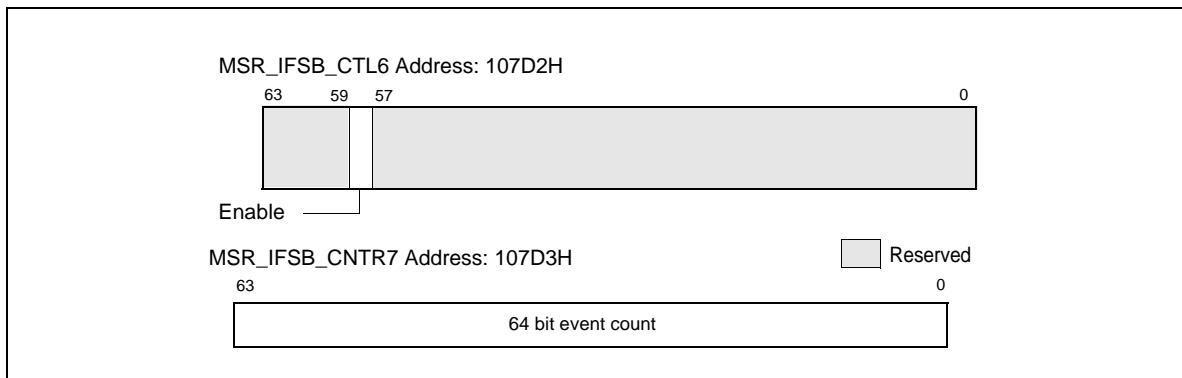 MSR_IFSB_CTL6 Address: 107D2H
63 59 57 0
Enable
MSR_IFSB_CNTR7 Address: 107D3H
Reserved
63 0
64 bit event count